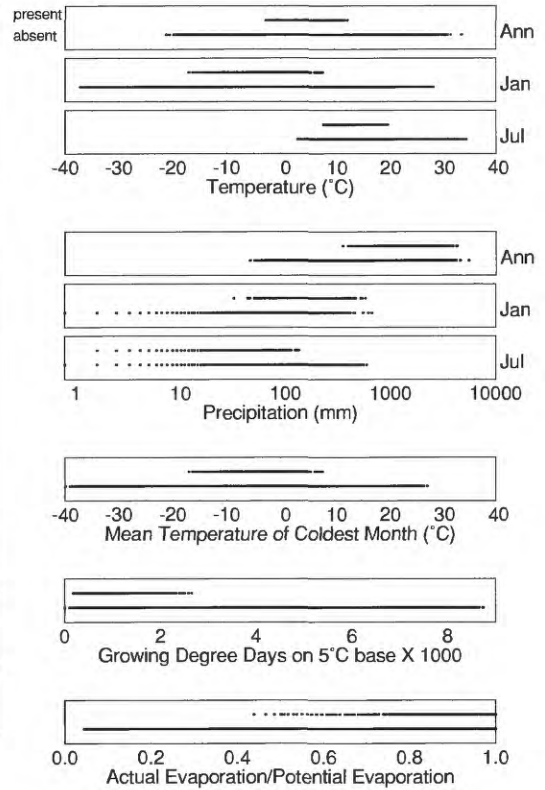 present
absent
Ann
Jan
Jul
-40 -30 -20 -10 0 10 20 30 40
Temperature (˚C)
Ann
Jan
Jul
1 10 100 1000 10000
Precipitation (mm)
-40 -30 -20 -10 0 10 20 30 40
Mean Temperature of Coldest Month (˚C)
0 2 4 6 8
Growing Degree Days on 5˚C base X 1000
0.0 0.2 0.4 0.6 0.8 1.0
Actual Evaporation/Potential Evaporation